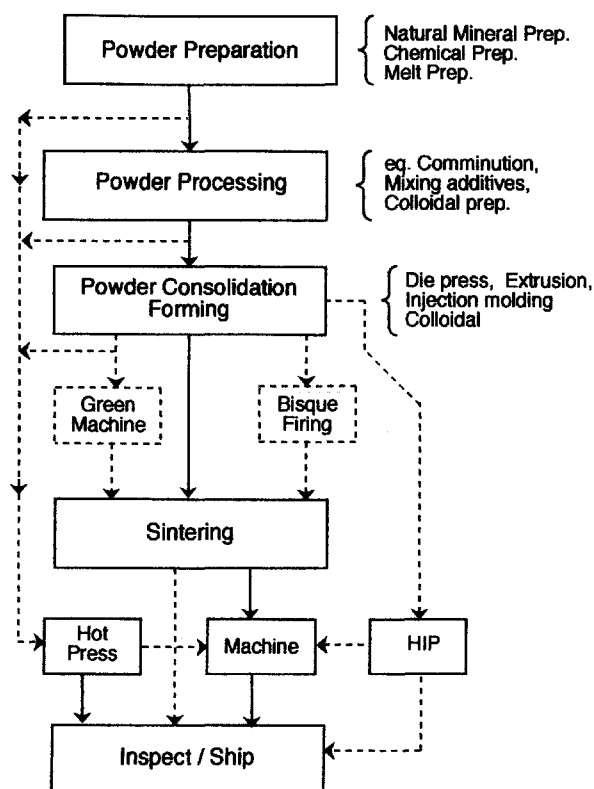 Powder Preparation
Natural Mineral Prep.
Chemical Prep.
Melt Prep.
Powder Processing
eq. Comminution,
Mixing additives,
Colloidal prep.
Powder Consolidation
Forming
Die press, Extrusion,
Injection molding
Colloidal
Green
Machine
Bisque
Firing
Sintering
Hot
Press
Machine
HIP
Inspect / Ship